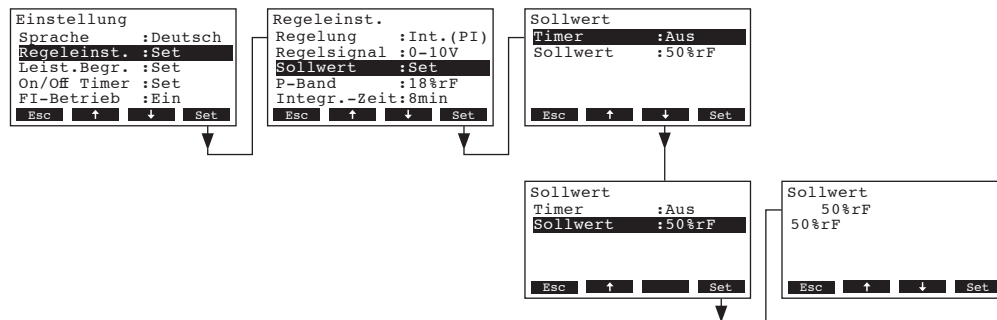 Einstellung
Sprache :Deutsch
Regeleinst. :Set
Leist.Begr. :Set
On/Off Timer :Set
FI-Betrieb :Ein
Esc ↑ ↓ Set
Regeleinst.
Regelung :Int.(PI)
Regelsignal :0-10V
Sollwert :Set
P-Band :18%rF
Integr.-Zeit:8min
Esc ↑ ↓ Set
Sollwert
Timer :Aus
Sollwert :50%rF
Esc ↑ ↓ Set
Sollwert
Timer :Aus
Sollwert :50%rF
Esc ↑ Set
Sollwert
50%rF
50%rF
Esc ↑ ↓ Set